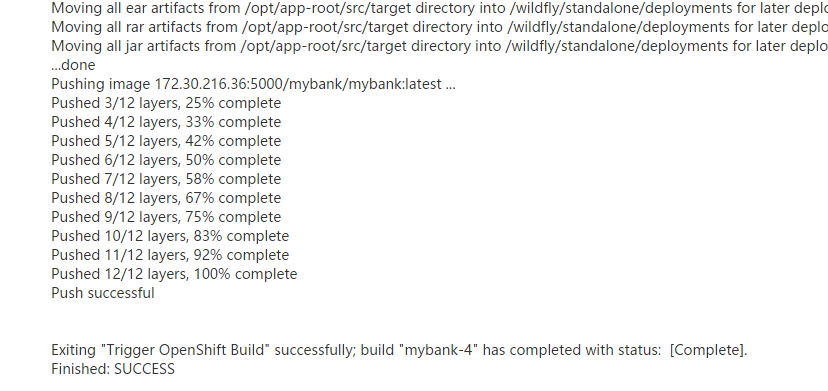 Moving all ear artifacts from /opt/app-root/src/target directory into /wildfly/standalone/deployments for later deplo
Moving all rar artifacts from /opt/app-root/src/target directory into /wildfly/standalone/deployments for later deplo
Moving all jar artifacts from /opt/app-root/src/target directory into /wildfly/standalone/deployments for later deplo
...done
Pushing image 172.30.216.36:5000/mybank/mybank:latest ...
Pushed 3/12 layers, 25% complete
Pushed 4/12 layers, 33% complete
Pushed 5/12 layers, 42% complete
Pushed 6/12 layers, 50% complete
Pushed 7/12 layers, 58% complete
Pushed 8/12 layers, 67% complete
Pushed 9/12 layers, 75% complete
Pushed 10/12 layers, 83% complete
Pushed 11/12 layers, 92% complete
Pushed 12/12 layers, 100% complete
Push successful
Exiting "Trigger OpenShift Build" successfully; build "mybank-4" has completed with status:  [Complete].
Finished: SUCCESS